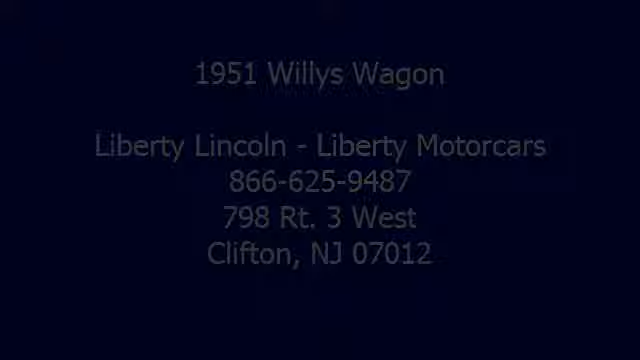 1951 Willys Wagon
Liberty Lincoln - Liberty Motorcars
866-625-9487
798 Rt. 3 West
Clifton, NJ 07012